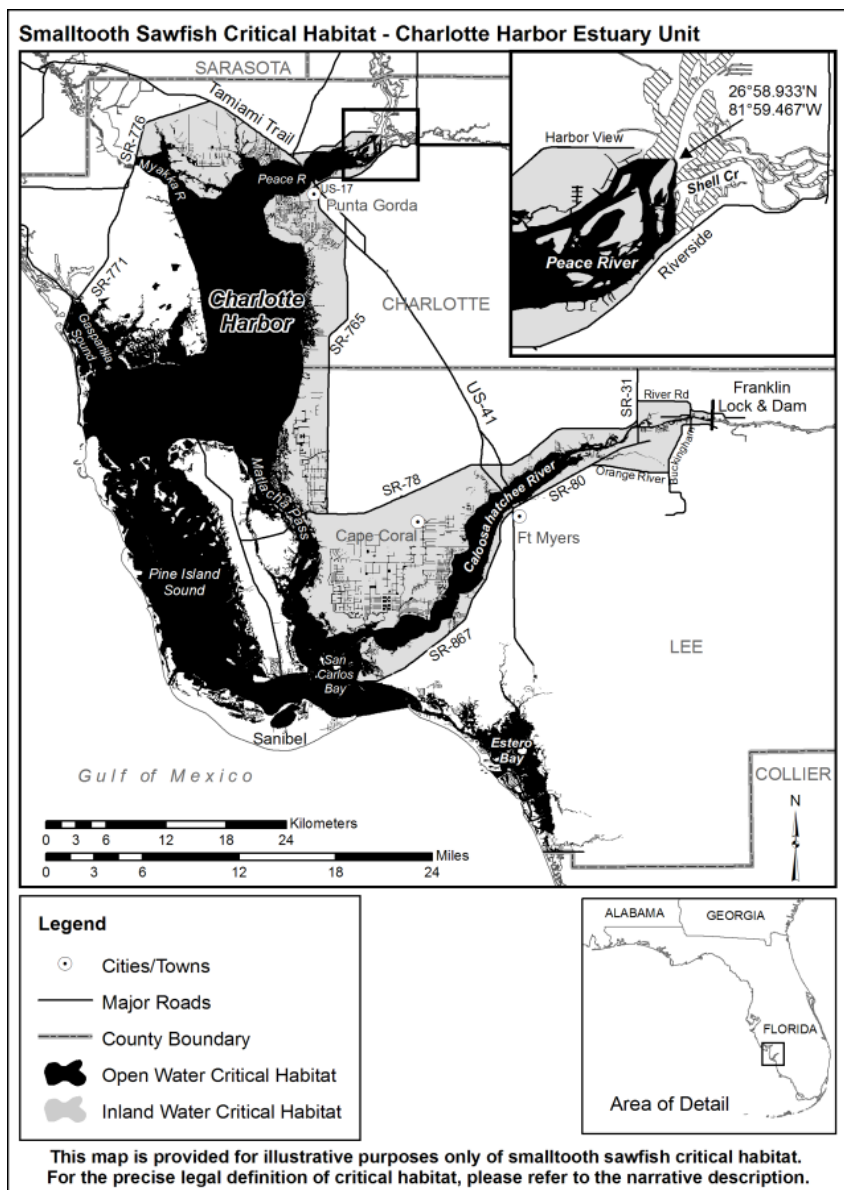 Smalltooth Sawfish Critical Habitat - Charlotte Harbor Estuary Unit
SARASOTA
Tamiami Trail
SR-776
Myakka R
Peace R
US-17
Punta Gorda
26°58.933'N
81°59.467'W
Harbor View
Shell Cr
Peace River
Riverside
SR-771
Gasparilla
Sound
Charlotte
Harbor
CHARLOTTE
SR-765
US-41
SR-31
River Rd
Franklin
Lock & Dam
Buckingham
Orange River
SR-80
SR-78
Matlacha Pass
Caloosahatchee River
Cape Coral
Ft Myers
Pine Island
Sound
SR-867
San
Carlos
Bay
LEE
Sanibel
Estero
Bay
Gulf of Mexico
COLLIER
N
Kilometers
0 3 6 12 18 24
Miles
0 3 6 12 18 24
Legend
Cities/Towns
Major Roads
County Boundary
Open Water Critical Habitat
Inland Water Critical Habitat
ALABAMA
GEORGIA
FLORIDA
Area of Detail
This map is provided for illustrative purposes only of smalltooth sawfish critical habitat.
For the precise legal definition of critical habitat, please refer to the narrative description.